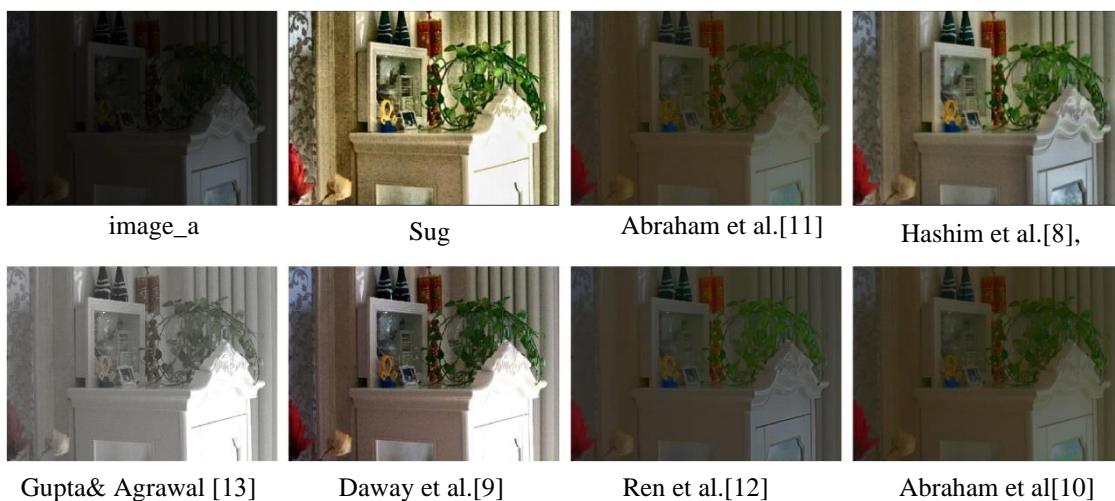 image_a
Sug
Abraham et al.[11]
Hashim et al.[8],
Gupta& Agrawal [13]
Daway et al.[9]
Ren et al.[12]
Abraham et al[10]